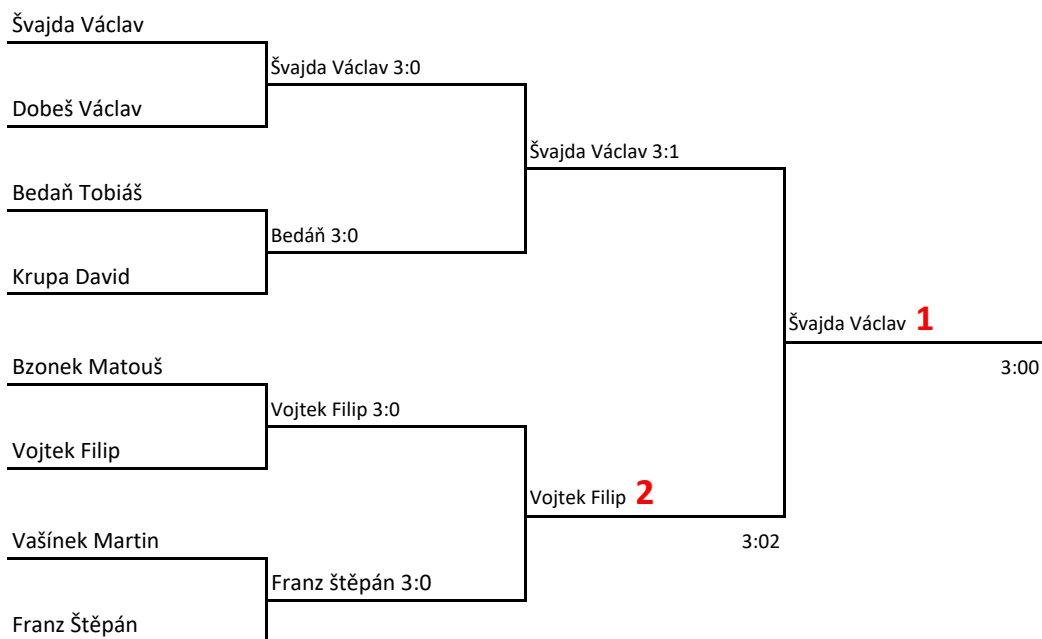 Švajda Václav
Švajda Václav 3:0
Dobeš Václav
Švajda Václav 3:1
Bedaň Tobiáš
Bedáň 3:0
Krupa David
Švajda Václav 1
3:00
Bzonek Matouš
Vojtek Filip 3:0
Vojtek Filip
Vojtek Filip 2
3:02
Vašínek Martin
Franz štěpán 3:0
Franz Štěpán